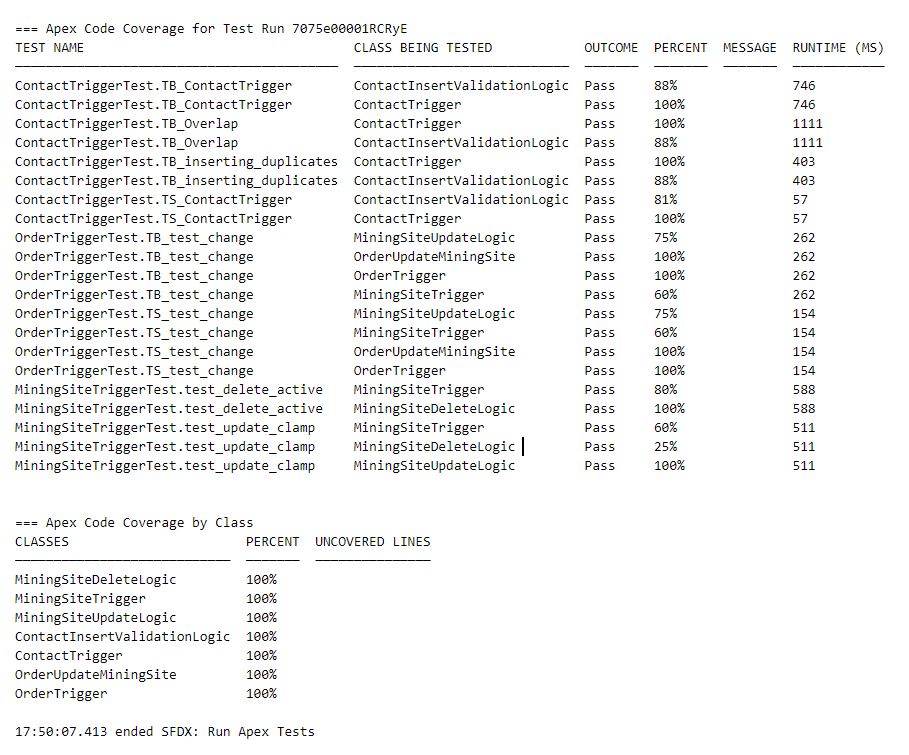 === Apex Code Coverage for Test Run 7075e00001RCRyE
TEST NAME CLASS BEING TESTED OUTCOME PERCENT MESSAGE RUNTIME (MS)
ContactTriggerTest.TB_ContactTrigger ContactInsertValidationLogic Pass 88% 746
ContactTriggerTest.TB_ContactTrigger ContactTrigger Pass 100% 746
ContactTriggerTest.TB_Overlap ContactTrigger Pass 100% 1111
ContactTriggerTest.TB_Overlap ContactInsertValidationLogic Pass 88% 1111
ContactTriggerTest.TB_inserting_duplicates ContactTrigger Pass 100% 403
ContactTriggerTest.TB_inserting_duplicates ContactInsertValidationLogic Pass 88% 403
ContactTriggerTest.TS_ContactTrigger ContactInsertValidationLogic Pass 81% 57
ContactTriggerTest.TS_ContactTrigger ContactTrigger Pass 100% 57
OrderTriggerTest.TB_test_change MiningSiteUpdateLogic Pass 75% 262
OrderTriggerTest.TB_test_change OrderUpdateMiningSite Pass 100% 262
OrderTriggerTest.TB_test_change OrderTrigger Pass 100% 262
OrderTriggerTest.TB_test_change MiningSiteTrigger Pass 60% 262
OrderTriggerTest.TS_test_change MiningSiteUpdateLogic Pass 75% 154
OrderTriggerTest.TS_test_change MiningSiteTrigger Pass 60% 154
OrderTriggerTest.TS_test_change OrderUpdateMiningSite Pass 100% 154
OrderTriggerTest.TS_test_change OrderTrigger Pass 100% 154
MiningSiteTriggerTest.test_delete_active MiningSiteTrigger Pass 80% 588
MiningSiteTriggerTest.test_delete_active MiningSiteDeleteLogic Pass 100% 588
MiningSiteTriggerTest.test_update_clamp MiningSiteTrigger Pass 60% 511
MiningSiteTriggerTest.test_update_clamp MiningSiteDeleteLogic Pass 25% 511
MiningSiteTriggerTest.test_update_clamp MiningSiteUpdateLogic Pass 100% 511
=== Apex Code Coverage by Class
CLASSES PERCENT UNCOVERED LINES
MiningSiteDeleteLogic 100%
MiningSiteTrigger 100%
MiningSiteUpdateLogic 100%
ContactInsertValidationLogic 100%
ContactTrigger 100%
OrderUpdateMiningSite 100%
OrderTrigger 100%
17:50:07.413 ended SFDX: Run Apex Tests